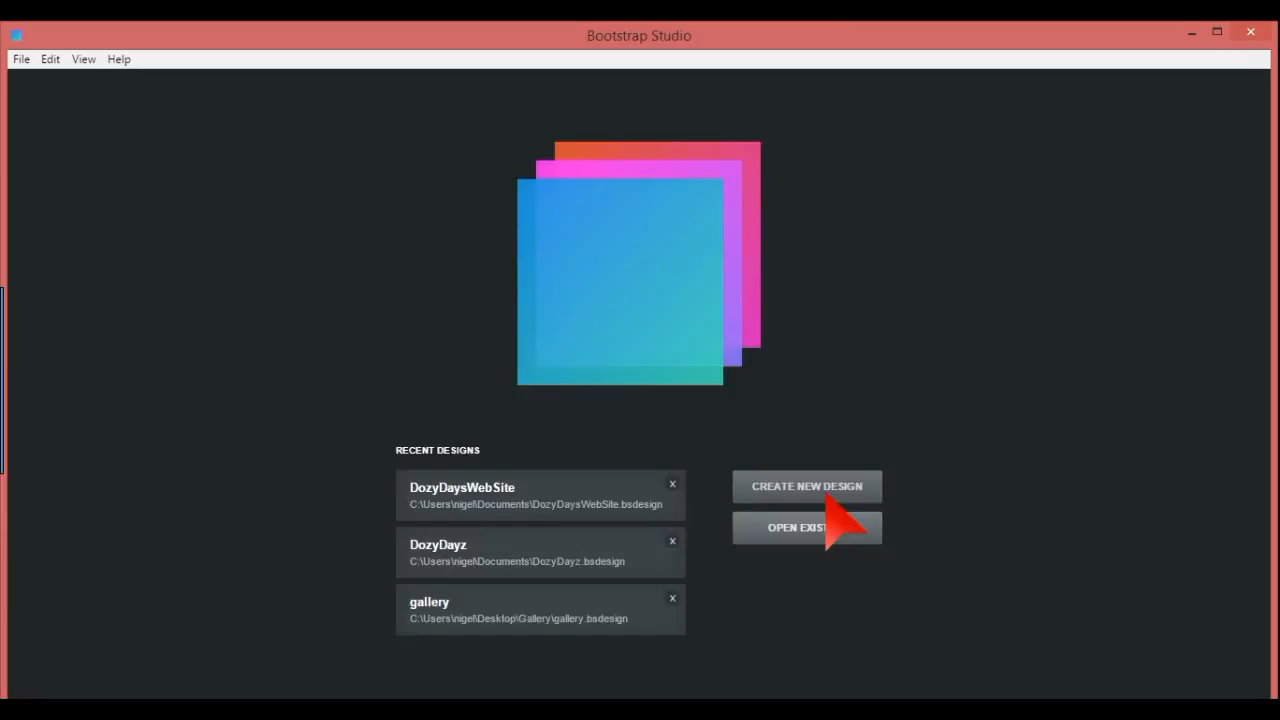 Bootstrap Studio
File Edit View Help
RECENT DESIGNS
DozyDaysWebSite
C:\Users\nigel\Documents\DozyDaysWebSite.bsdesign
x
DozyDayz
C:\Users\nigel\Documents\DozyDayz.bsdesign
x
gallery
C:\Users\nigel\Desktop\Gallery\gallery.bsdesign
x
CREATE NEW DESIGN
OPEN